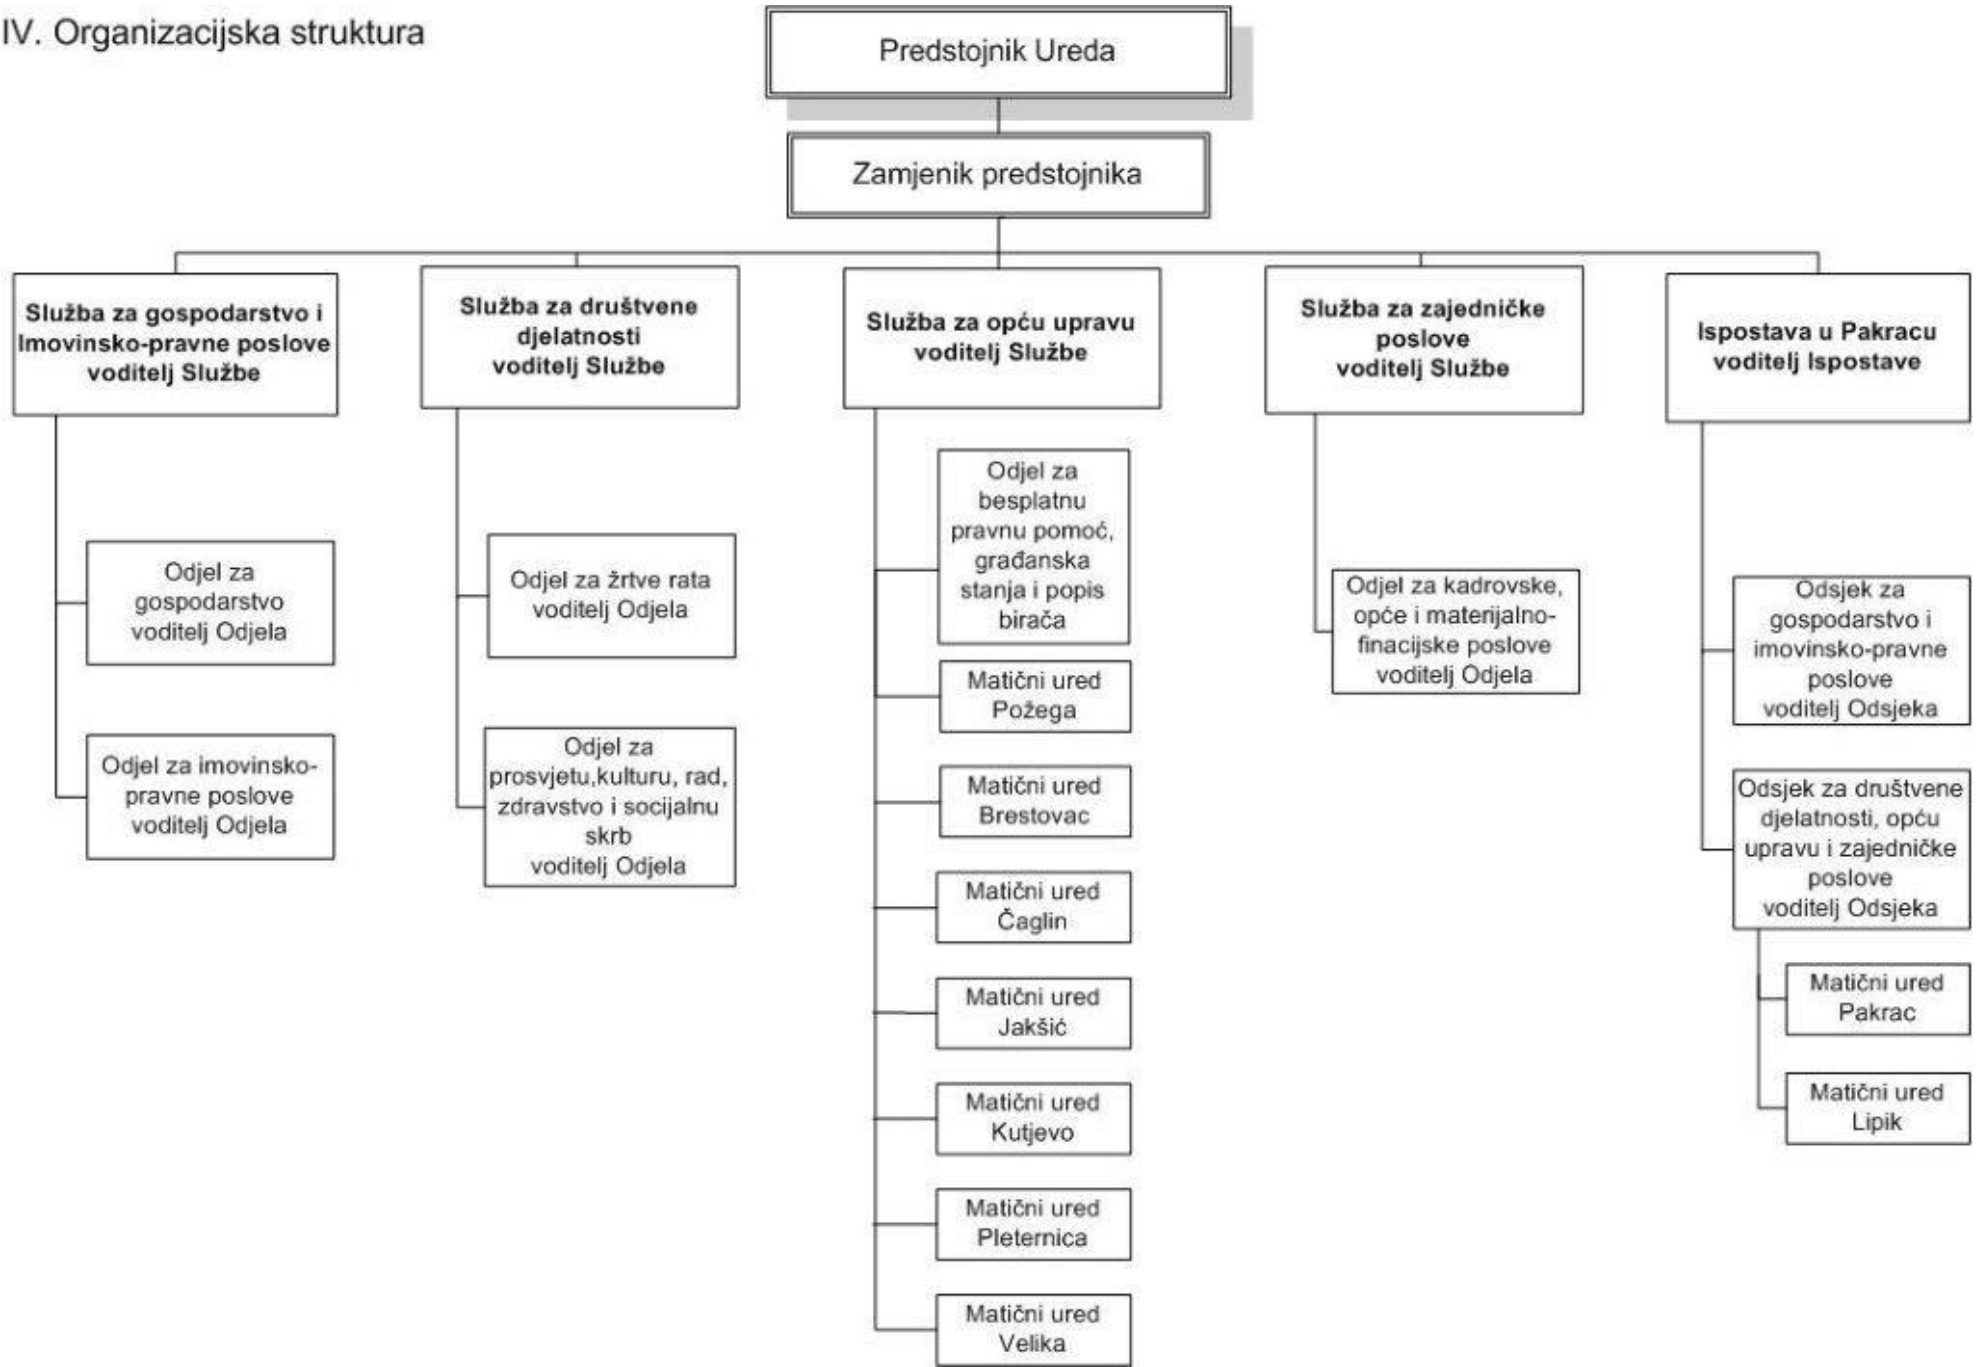 IV. Organizacijska struktura
Predstojnik Ureda
Zamjenik predstojnika
Služba za gospodarstvo i
Imovinsko-pravne poslove
voditelj Službe
Odjel za
gospodarstvo
voditelj Odjela
Odjel za imovinsko-
pravne poslove
voditelj Odjela
Služba za društvene
djelatnosti
voditelj Službe
Odjel za žrtve rata
voditelj Odjela
Odjel za
prosvjetu,kulturu, rad,
zdravstvo i socijalnu
skrb
voditelj Odjela
Služba za opću upravu
voditelj Službe
Odjel za
besplatnu
pravnu pomoć,
građanska
stanja i popis
birača
Matični ured
Požega
Matični ured
Brestovac
Matični ured
Čaglin
Matični ured
Jakšić
Matični ured
Kutjevo
Matični ured
Pleternica
Matični ured
Velika
Služba za zajedničke
poslove
voditelj Službe
Odjel za kadrovske,
opće i materijalno-
finacijske poslove
voditelj Odjela
Ispostava u Pakracu
voditelj Ispostave
Odsjek za
gospodarstvo i
imovinsko-pravne
poslove
voditelj Odsjeka
Odsjek za društvene
djelatnosti, opću
upravu i zajedničke
poslove
voditelj Odsjeka
Matični ured
Pakrac
Matični ured
Lipik